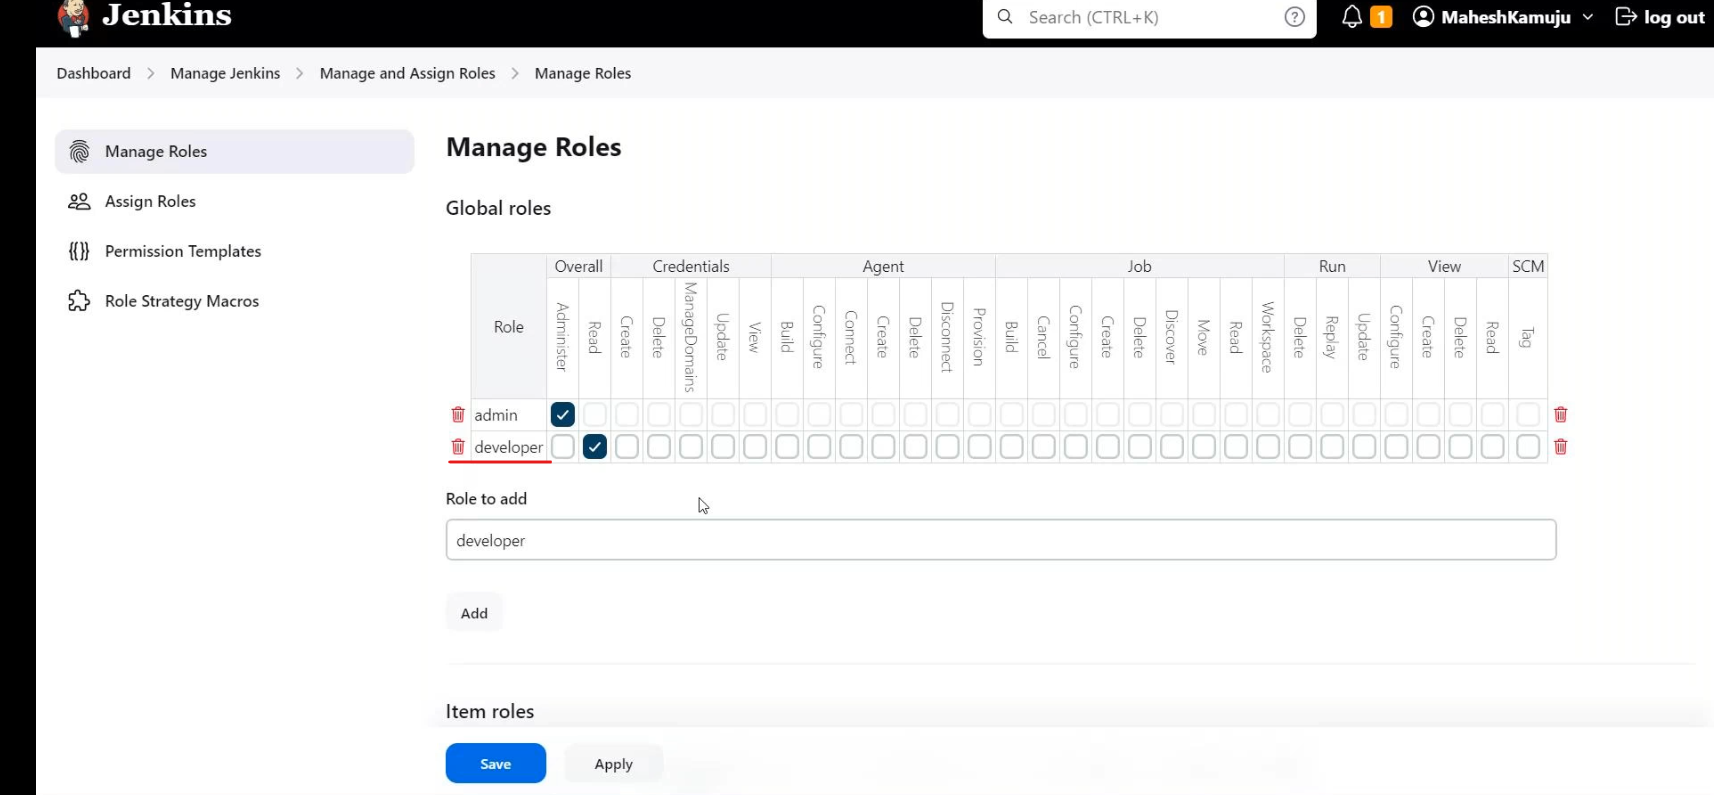 Jenkins
Search (CTRL+K)
1
MaheshKamuju
log out
Dashboard > Manage Jenkins > Manage and Assign Roles > Manage Roles
Manage Roles
Assign Roles
Permission Templates
Role Strategy Macros
Manage Roles
Global roles
Role
Overall Credentials Agent Job Run View SCM
Administer Read Create Delete ManageDomains Update View Build Configure Connect Create Delete Disconnect Provision Build Cancel Configure Create Delete Discover Move Read Workspace Delete Replay Update Configure Create Delete Read Tag
admin
developer
Role to add
developer
Add
Item roles
Save Apply